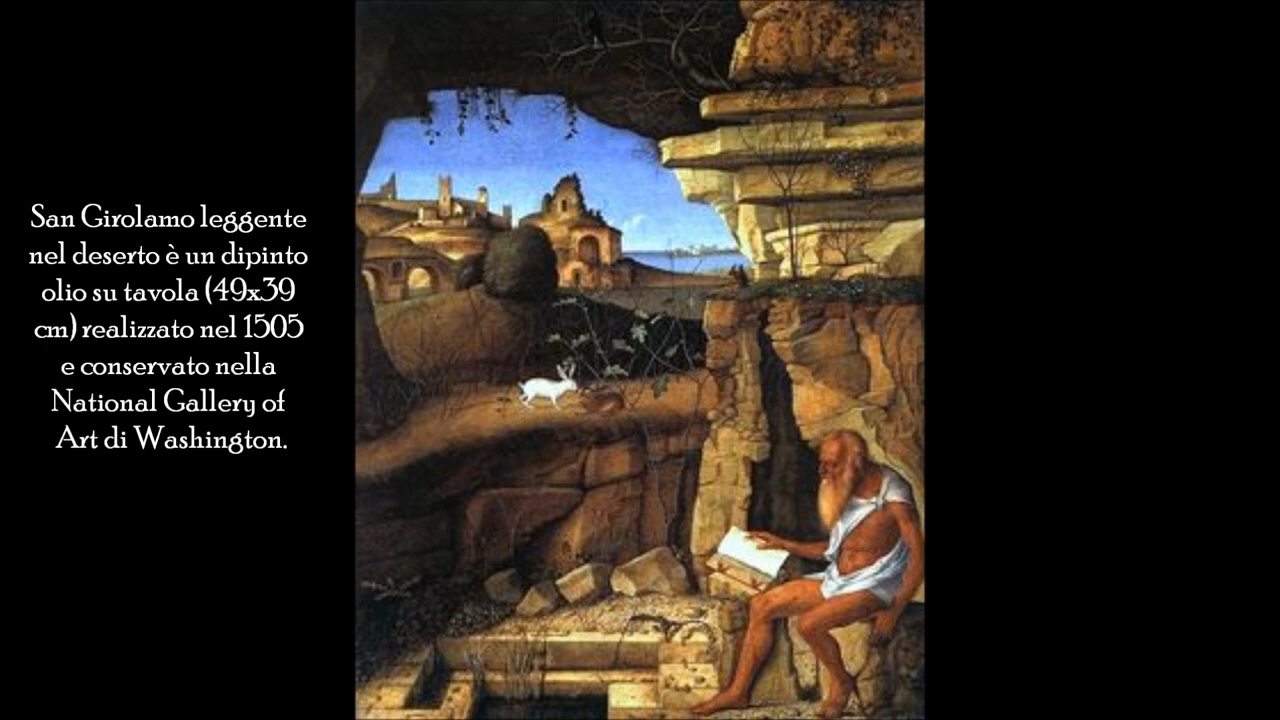 San Girolamo leggente
nel deserto è un dipinto
olio su tavola (49x39
cm) realizzato nel 1505
e conservato nella
National Gallery of
Art di Washington.